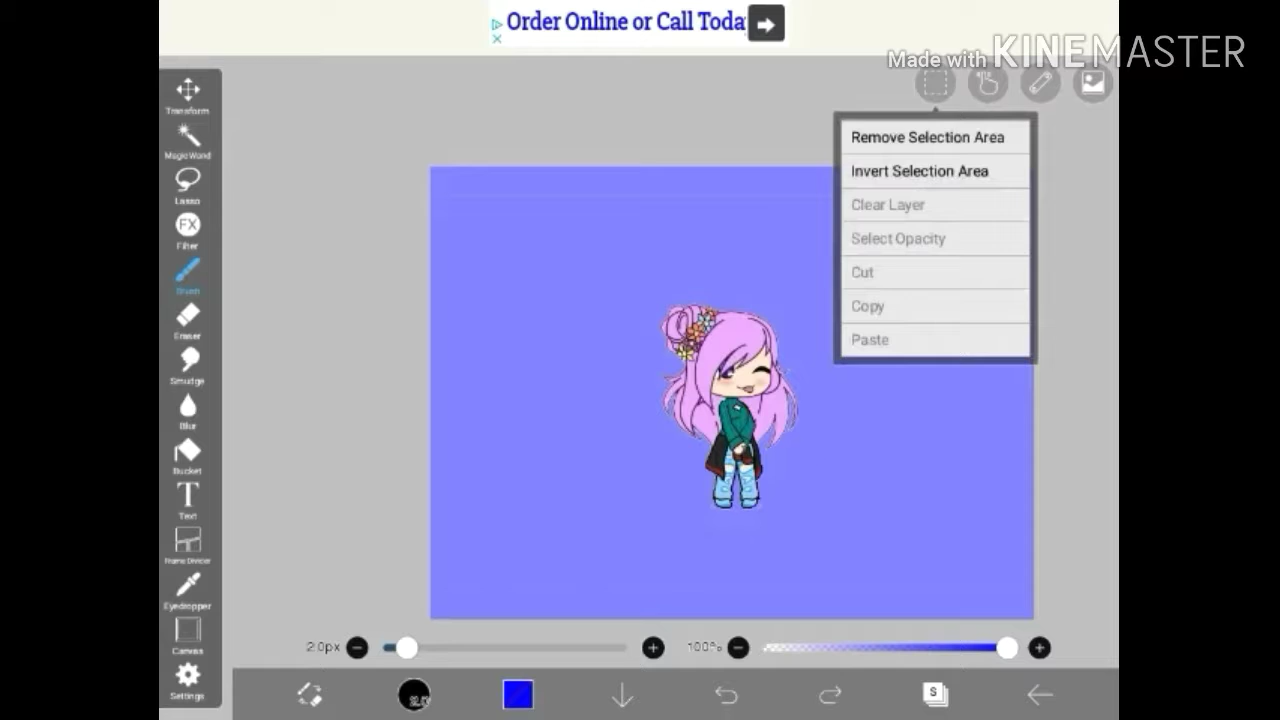 Order Online or Call Toda
Made with KINEMASTER
Transform
Magic Wand
Lasso
FX
Filter
Brush
Eraser
Smudge
Blur
Bucket
T
Text
Frame Divider
Eyedropper
Canvas
Settings
Remove Selection Area
Invert Selection Area
Clear Layer
Select Opacity
Cut
Copy
Paste
2.0px
100%
2.0
S